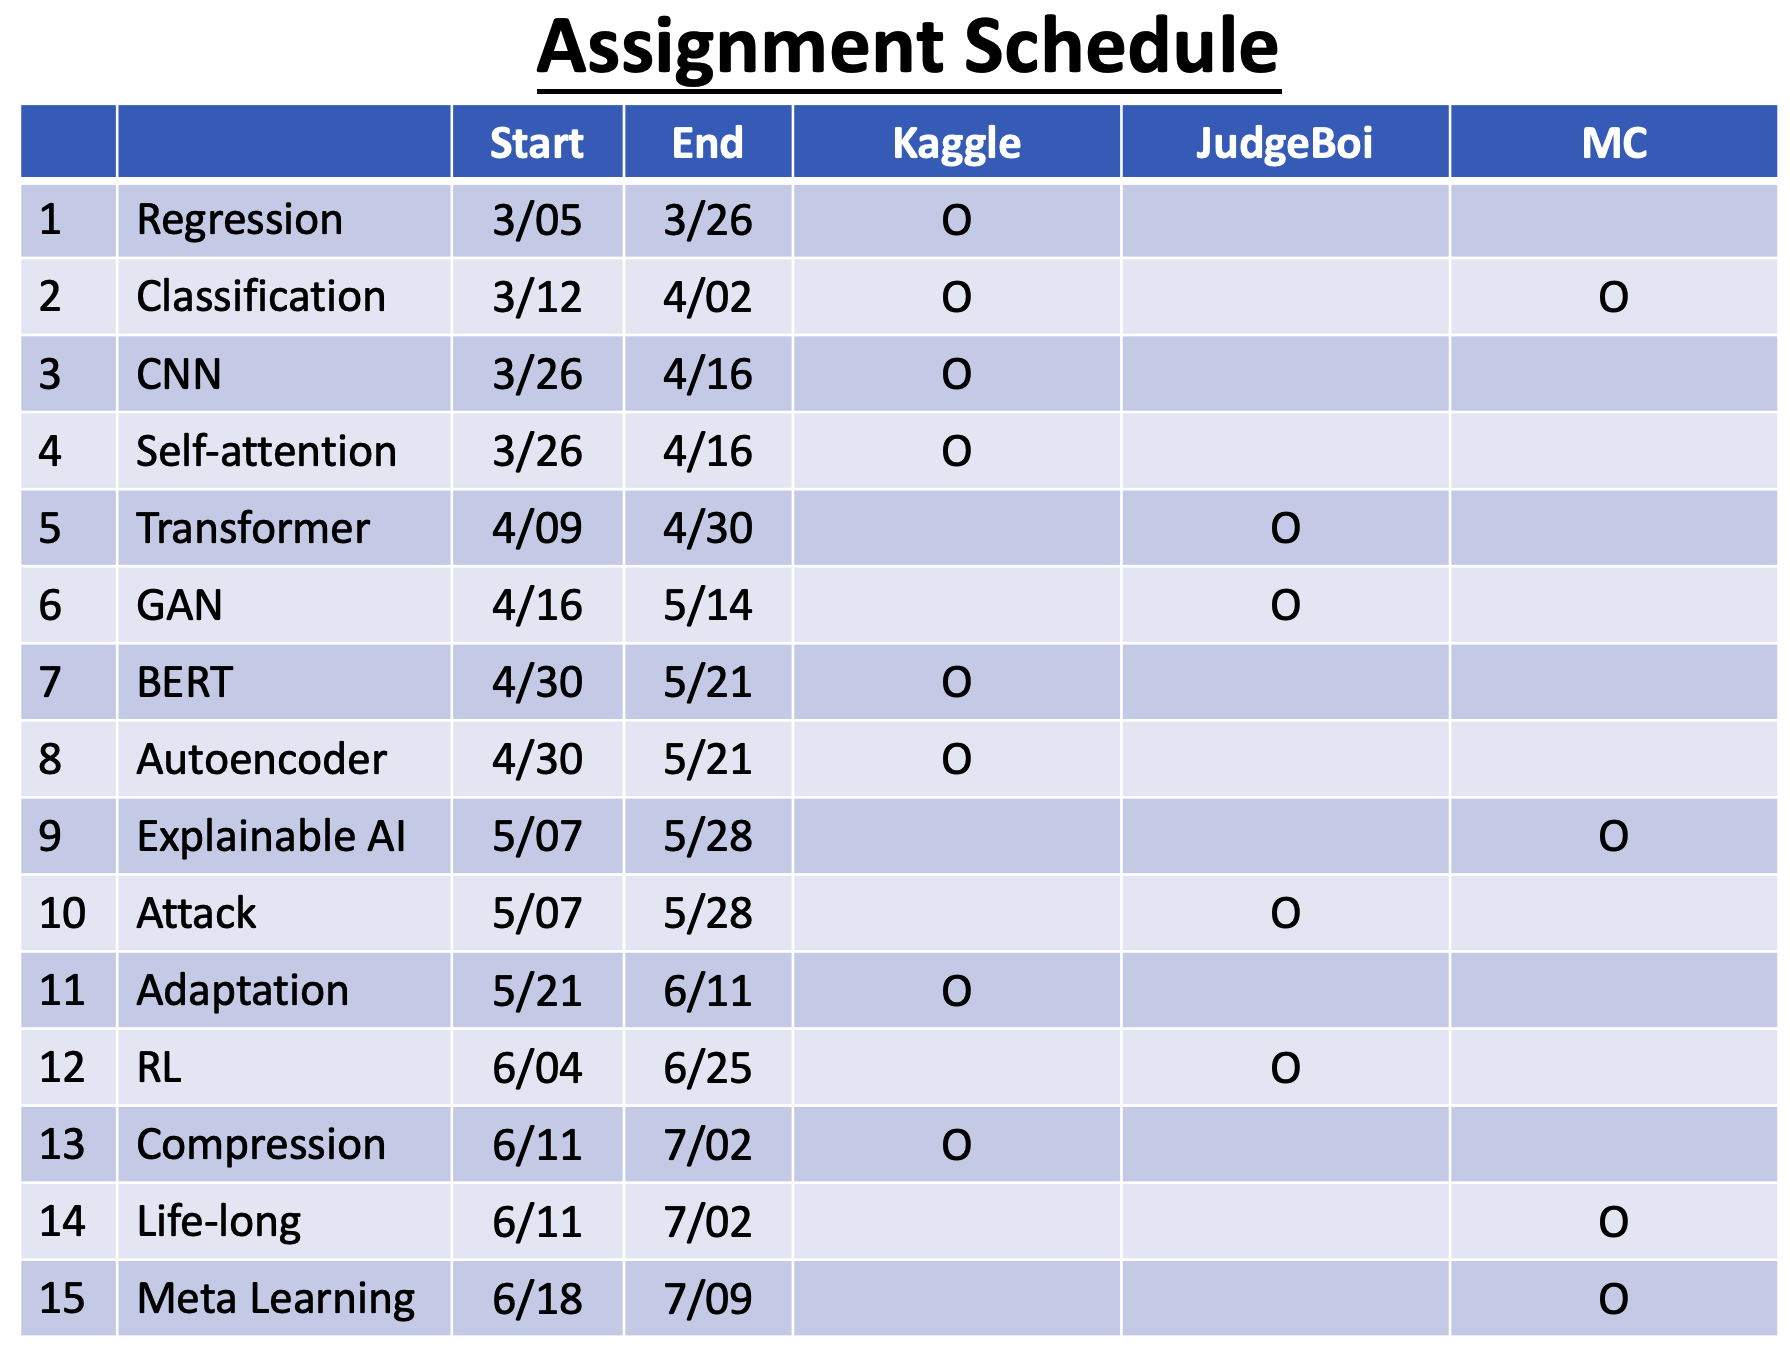 Assignment Schedule
Start End Kaggle JudgeBoi MC
1 Regression 3/05 3/26 O
2 Classification 3/12 4/02 O O
3 CNN 3/26 4/16 O
4 Self-attention 3/26 4/16 O
5 Transformer 4/09 4/30 O
6 GAN 4/16 5/14 O
7 BERT 4/30 5/21 O
8 Autoencoder 4/30 5/21 O
9 Explainable AI 5/07 5/28 O
10 Attack 5/07 5/28 O
11 Adaptation 5/21 6/11 O
12 RL 6/04 6/25 O
13 Compression 6/11 7/02 O
14 Life-long 6/11 7/02 O
15 Meta Learning 6/18 7/09 O